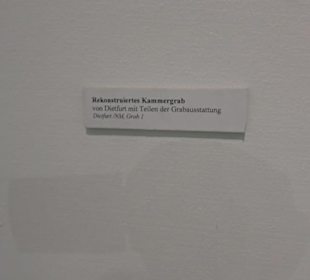 Rekonstruiertes Kammergrab
von Dietfurt mit Teilen der Grabausstattung
Dietfurt /NM, Grab 1